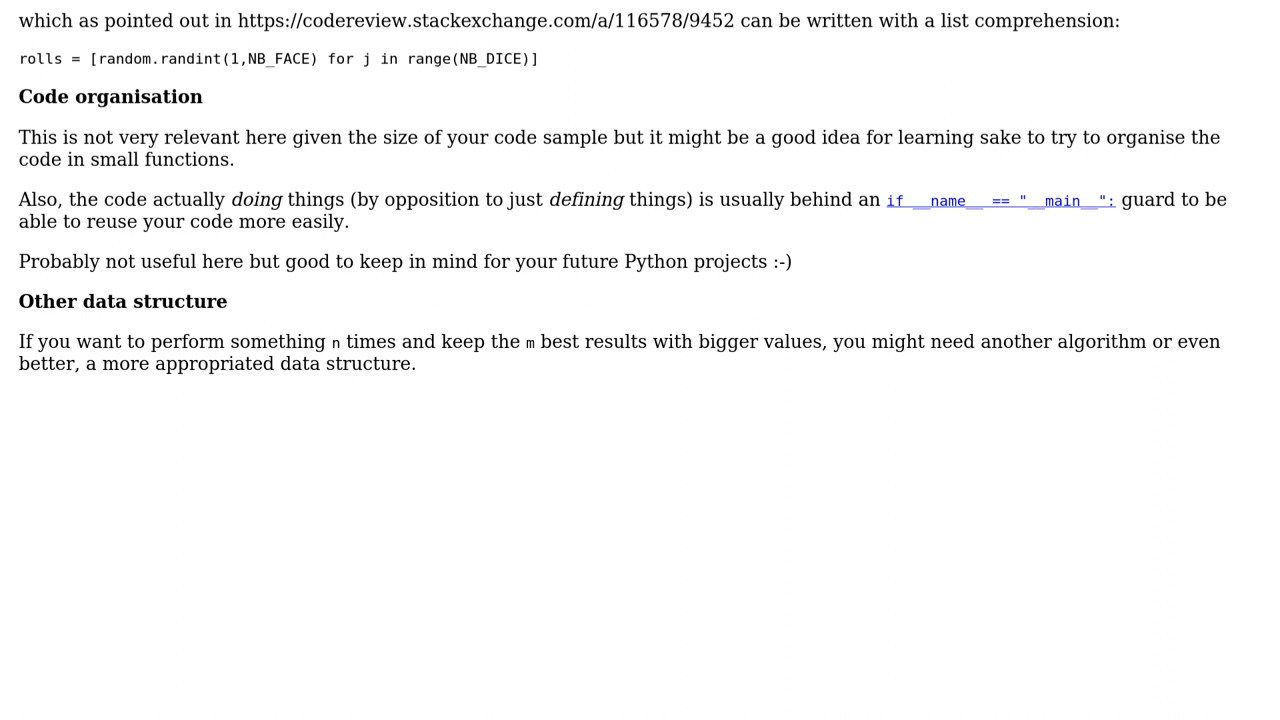 which as pointed out in https://codereview.stackexchange.com/a/116578/9452 can be written with a list comprehension:
rolls = [random.randint(1,NB_FACE) for j in range(NB_DICE)]
Code organisation
This is not very relevant here given the size of your code sample but it might be a good idea for learning sake to try to organise the
code in small functions.
Also, the code actually doing things (by opposition to just defining things) is usually behind an if __name__ == "__main__": guard to be
able to reuse your code more easily.
Probably not useful here but good to keep in mind for your future Python projects :-)
Other data structure
If you want to perform something n times and keep the m best results with bigger values, you might need another algorithm or even
better, a more appropriated data structure.